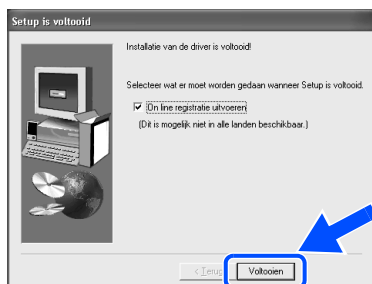 Setup is voltooid
Installatie van de driver is voltooid!
Selecteer wat er moet worden gedaan wanneer Setup is voltooid.
On line registratie uitvoeren
(Dit is mogelijk niet in alle landen beschikbaar.)
< Terug Voltooien